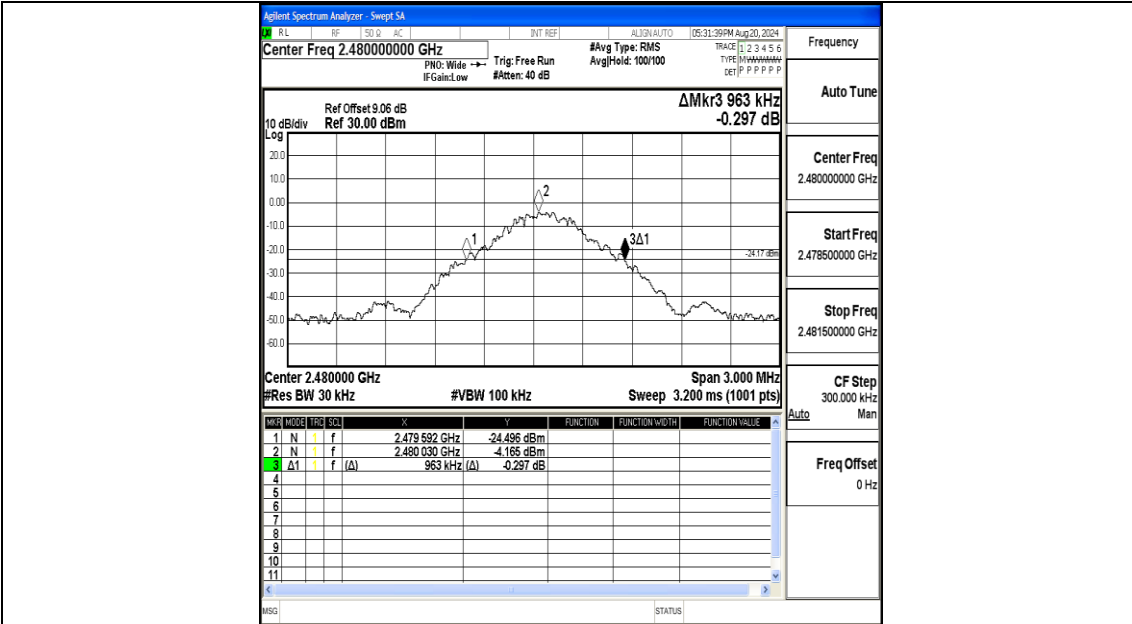 Agilent Spectrum Analyzer - Swept SA
RL RF 50 Ω AC INT REF ALIGN AUTO 05:31:39 PM Aug 20, 2024
Center Freq 2.480000000 GHz
#Avg Type: RMS
TRACE 1 2 3 4 5 6
PNO: Wide Trig: Free Run Avg|Hold: 100/100
TYPE MWWWWW
IFGain:Low #Atten: 40 dB
DET P P P P P P
Ref Offset 9.06 dB
ΔMkr3 963 kHz
10 dB/div Ref 30.00 dBm
-0.297 dB
Log
20.0
10.0
0.00
-10.0
-20.0
-30.0
-40.0
-50.0
-60.0
1
2
3Δ1
-24.17 dBm
Center 2.480000 GHz Span 3.000 MHz
#Res BW 30 kHz #VBW 100 kHz Sweep 3.200 ms (1001 pts)
MKR MODE TRC SCL X Y FUNCTION FUNCTION WIDTH FUNCTION VALUE
1 N 1 f 2.479 592 GHz -24.496 dBm
2 N 1 f 2.480 030 GHz -4.165 dBm
3 Δ1 1 f (Δ) 963 kHz (Δ) -0.297 dB
4
5
6
7
8
9
10
11
MSG STATUS
Frequency
Auto Tune
Center Freq
2.480000000 GHz
Start Freq
2.478500000 GHz
Stop Freq
2.481500000 GHz
CF Step
300.000 kHz
Auto Man
Freq Offset
0 Hz